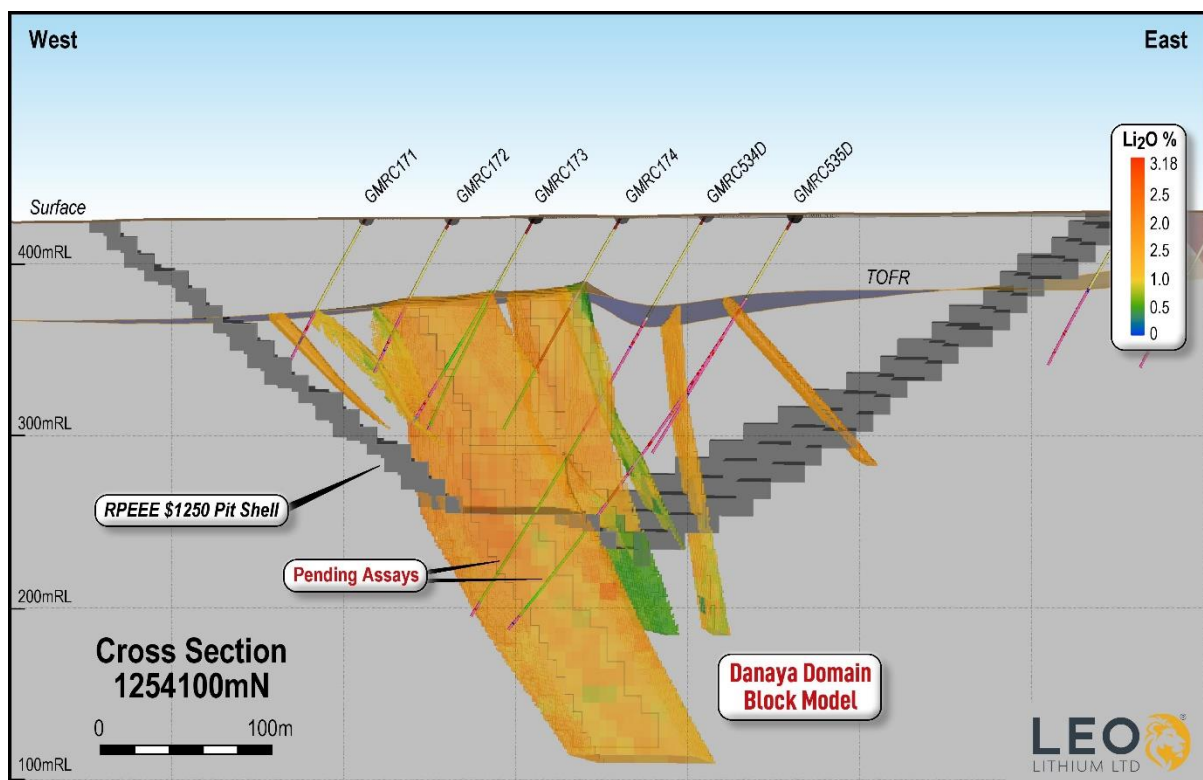 West
East
GMRC171
GMRC172
GMRC173
GMRC174
GMRC534D
GMRC535D
Li2O %
3.18
2.5
2.0
2.5
1.0
0.5
0
Surface
400mRL
TOFR
300mRL
RPEEE $1250 Pit Shell
Pending Assays
200mRL
Cross Section
1254100mN
0 100m
Danaya Domain
Block Model
100mRL
LEO
LITHIUM LTD
®